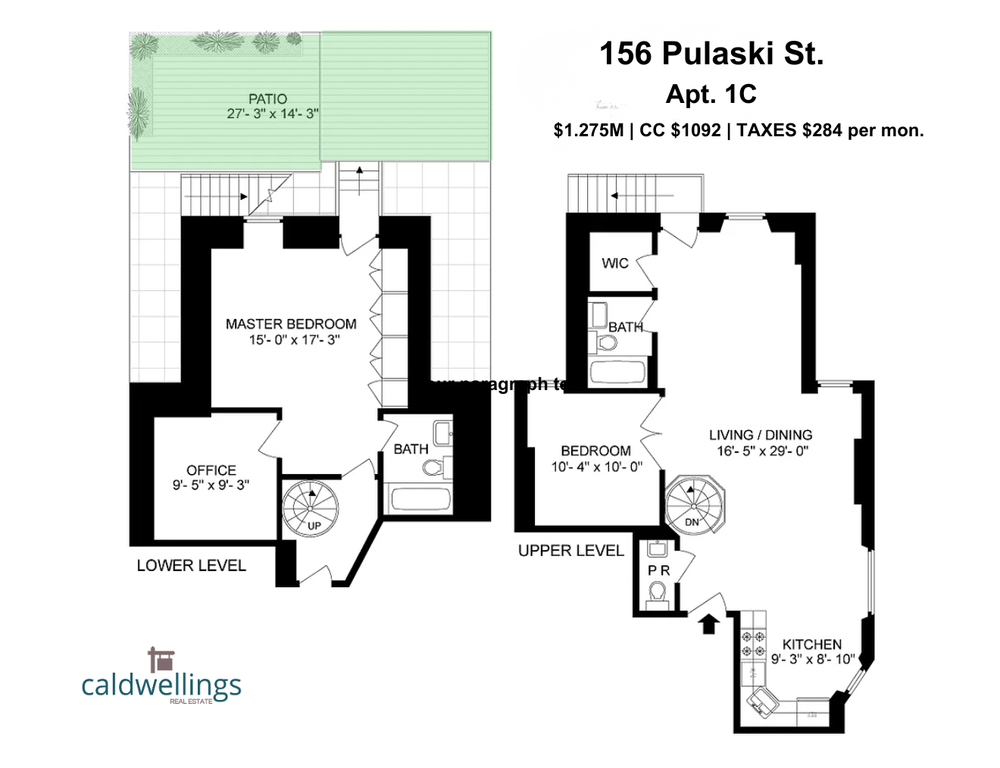 156 Pulaski St.
Apt. 1C
$1.275M | CC $1092 | TAXES $284 per mon.
PATIO
27'- 3" x 14'- 3"
MASTER BEDROOM
15'- 0" x 17'- 3"
OFFICE
9'- 5" x 9'- 3"
BATH
UP
LOWER LEVEL
WIC
BATH
ur paragraph te
BEDROOM
10'- 4" x 10'- 0"
LIVING / DINING
16'- 5" x 29'- 0"
DN
UPPER LEVEL
P R
KITCHEN
9'- 3" x 8'- 10"
caldwellings
REAL ESTATE